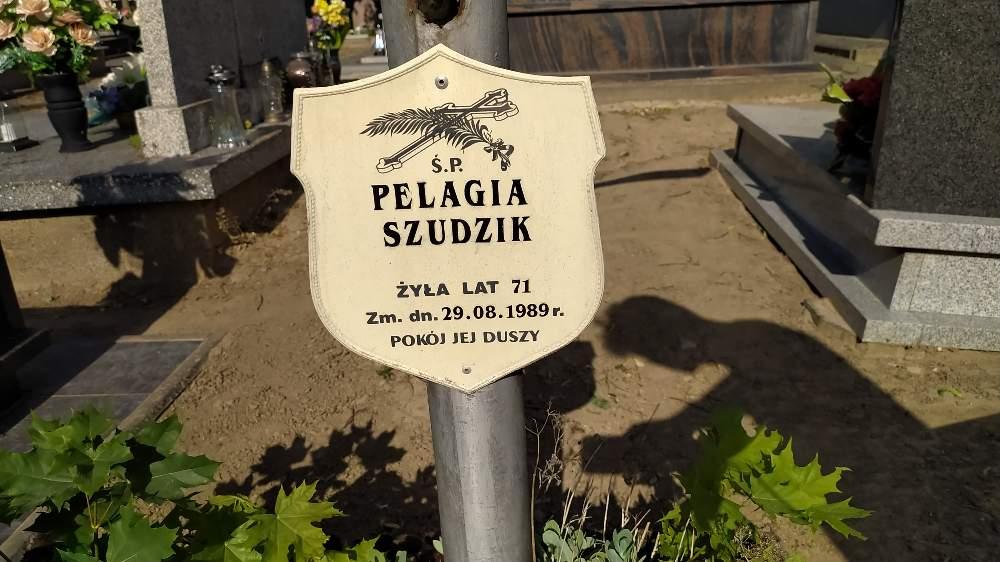 Ś.P.
PELAGIA
SZUDZIK
ŻYŁA LAT 71
Zm. dn. 29.08.1989 r.
POKÓJ JEJ DUSZY